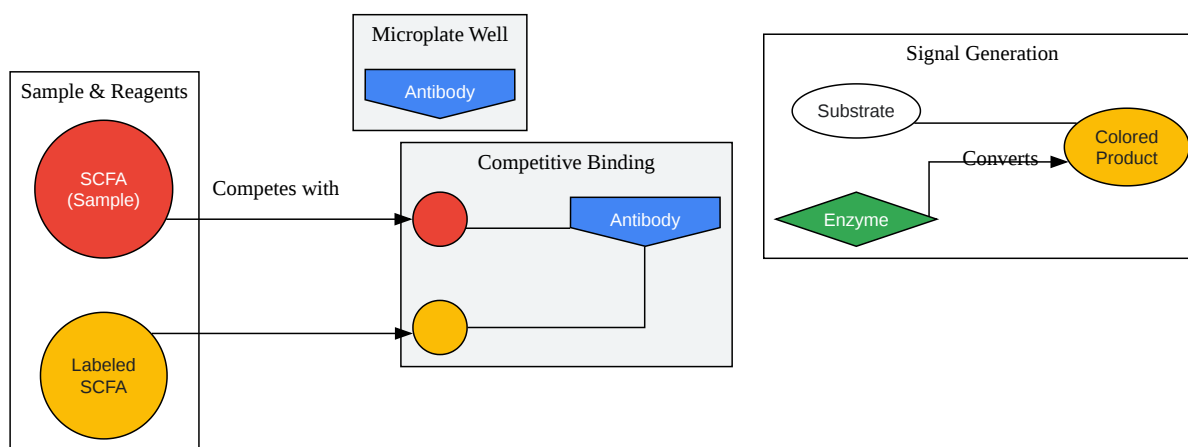 Microplate Well
Antibody
Sample & Reagents
SCFA
(Sample)
Labeled
SCFA
Competes with
Competitive Binding
Antibody
Signal Generation
Substrate
Colored
Product
Converts
Enzyme